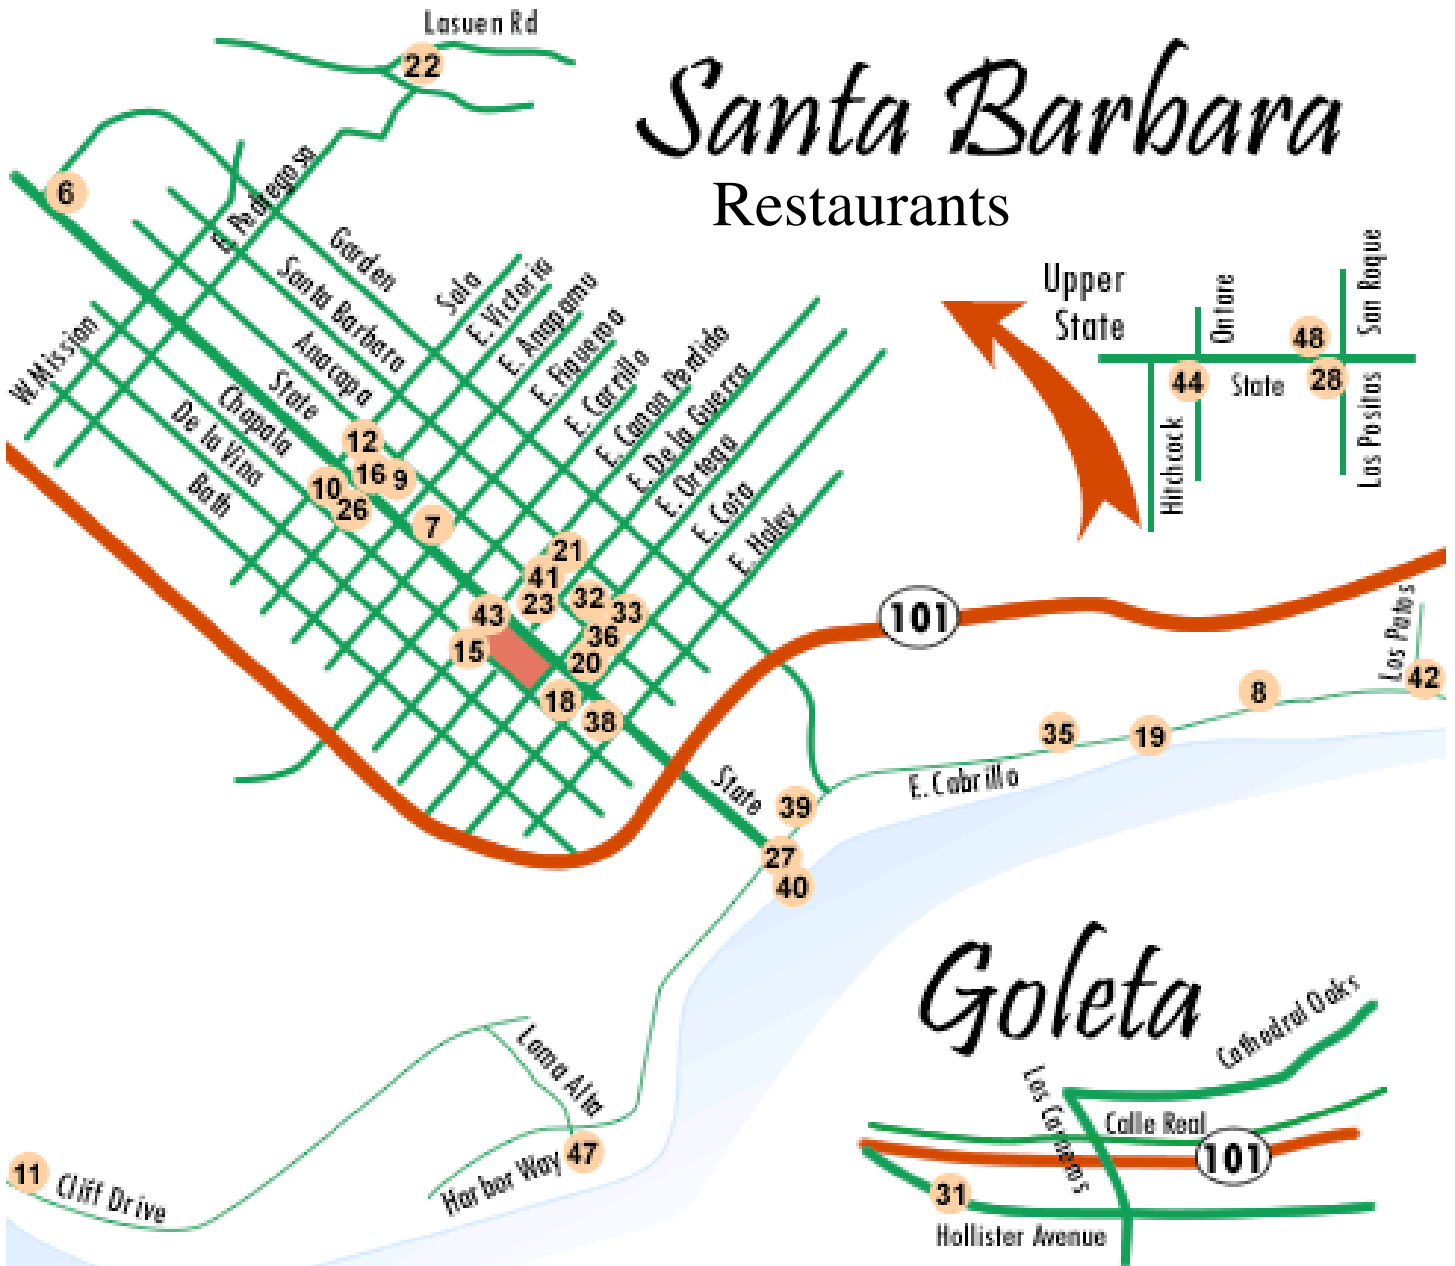 Lasuen Rd
22
Santa Barbara
Restaurants
6
E. Pedregosa
Garden
Santa Barbara
Anacapa
State
Chapala
De la Vina
Bath
W. Mission
Sola
E. Victoria
E. Anapamu
E. Figueroa
E. Carrillo
E. Canon Perdido
E. De la Guerra
E. Ortega
E. Cota
E. Haley
Upper
State
Ontare
San Roque
48
44
State
28
Hitchcock
Las Positas
12
16
9
10
26
7
21
41
23
32
33
43
36
15
20
18
38
101
Los Patos
42
8
35
19
E. Cabrillo
State
39
27
40
Goleta
Cathedral Oaks
Los Carneros
Calle Real
101
31
Hollister Avenue
Loma Alta
47
Harbor Way
11
Cliff Drive